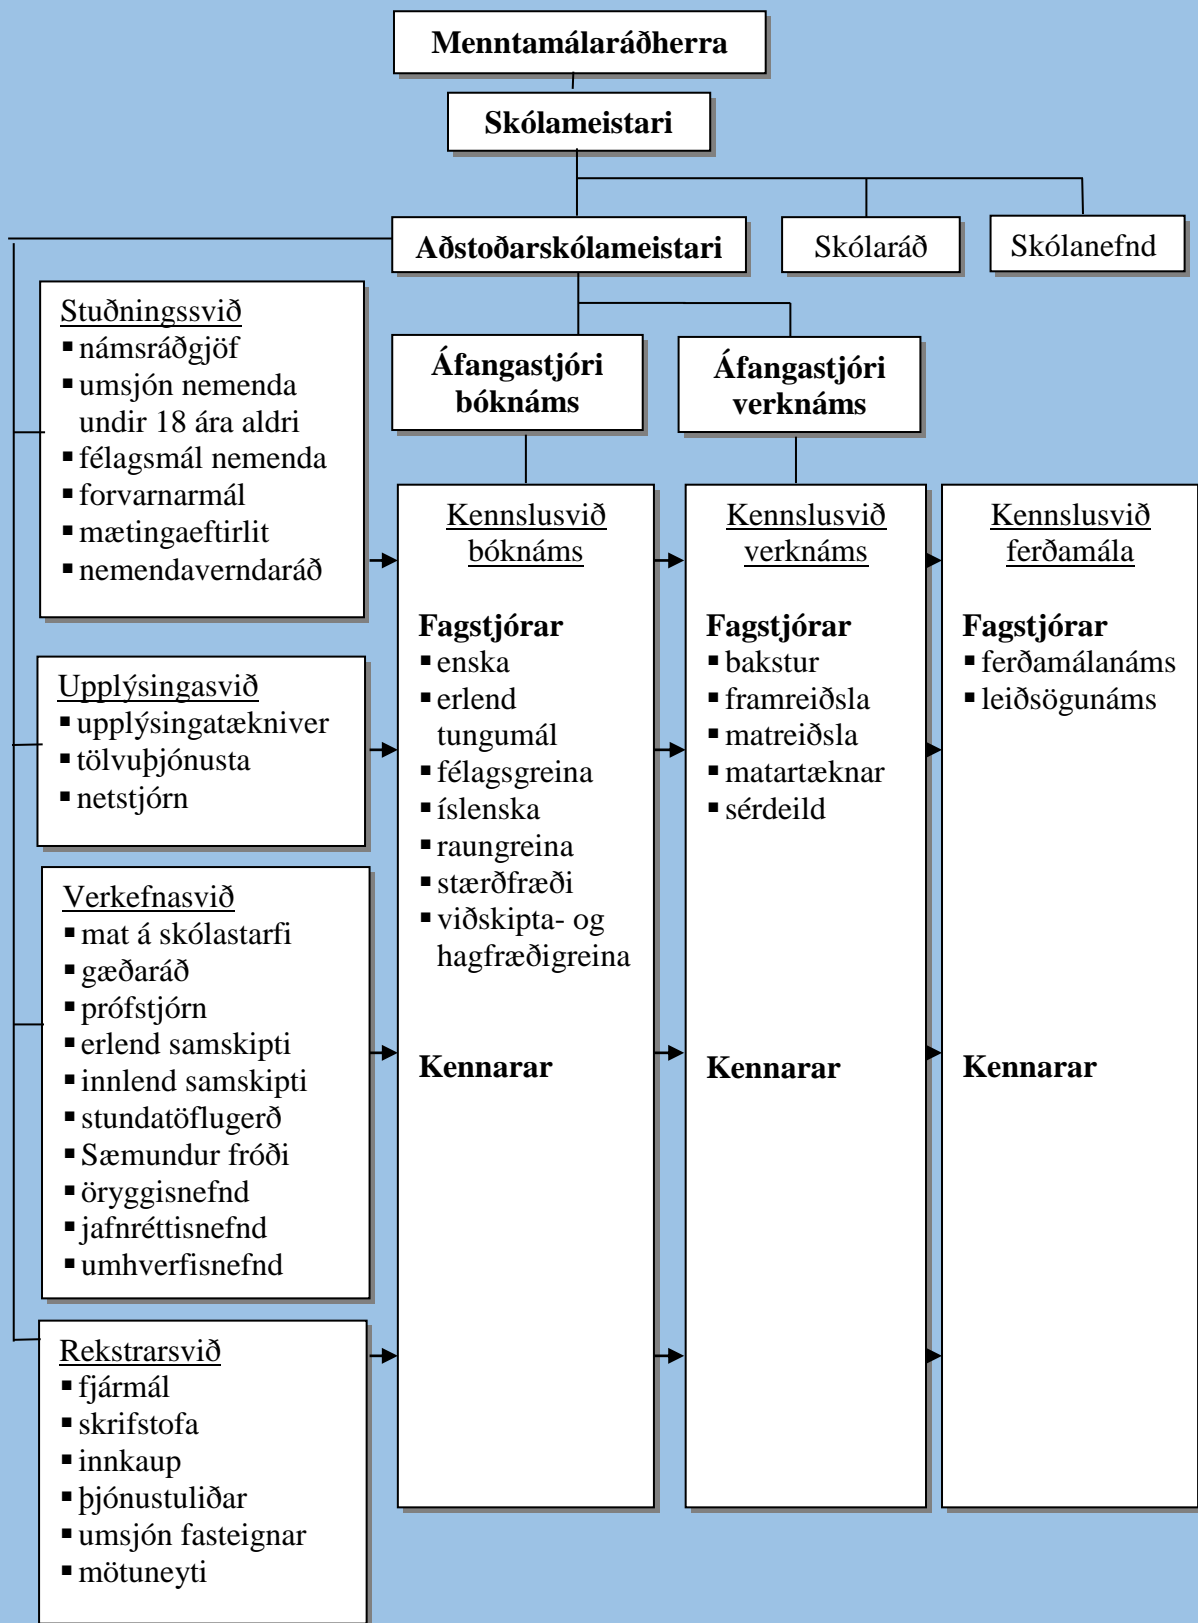 Menntamálaráðherra
Skólameistari
Aðstoðarskólameistari
Skólaráð
Skólanefnd
Áfangastjóri
bóknáms
Áfangastjóri
verknáms
Stuðningssvið
▪ námsráðgjöf
▪ umsjón nemenda
undir 18 ára aldri
▪ félagsmál nemenda
▪ forvarnarmál
▪ mætingaeftirlit
▪ nemendaverndaráð
Upplýsingasvið
▪ upplýsingatækniver
▪ tölvuþjónusta
▪ netstjórn
Verkefnasvið
▪ mat á skólastarfi
▪ gæðaráð
▪ prófstjórn
▪ erlend samskipti
▪ innlend samskipti
▪ stundatöflugerð
▪ Sæmundur fróði
▪ öryggisnefnd
▪ jafnréttisnefnd
▪ umhverfisnefnd
Rekstrarsvið
▪ fjármál
▪ skrifstofa
▪ innkaup
▪ þjónustuliðar
▪ umsjón fasteignar
▪ mötuneyti
Kennslusvið
bóknáms
Fagstjórar
▪ enska
▪ erlend
tungumál
▪ félagsgreina
▪ íslenska
▪ raungreina
▪ stærðfræði
▪ viðskipta- og
hagfræðigreina
Kennarar
Kennslusvið
verknáms
Fagstjórar
▪ bakstur
▪ framreiðsla
▪ matreiðsla
▪ matartæknar
▪ sérdeild
Kennarar
Kennslusvið
ferðamála
Fagstjórar
▪ ferðamálanáms
▪ leiðsögunáms
Kennarar